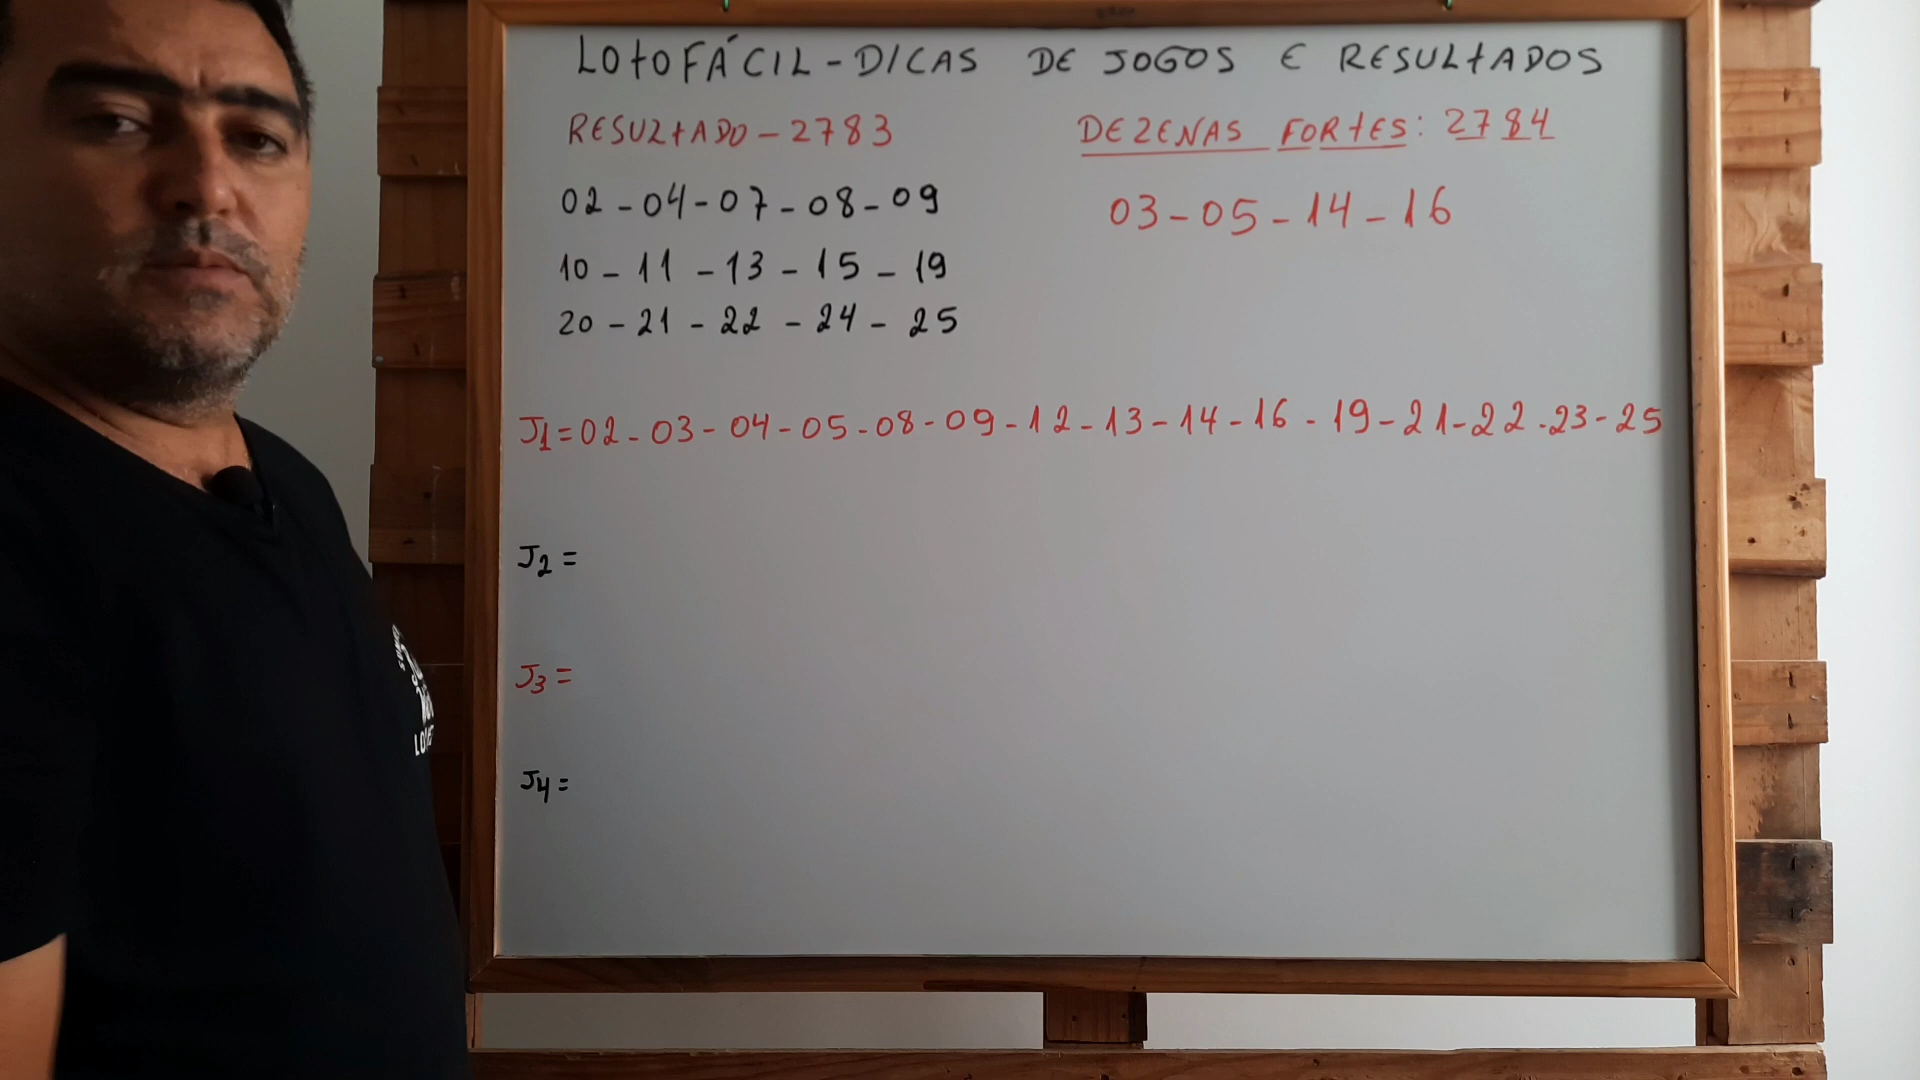 LOTOFÁCIL - DICAS DE JOGOS E RESULTADOS
RESULTADO - 2783
02 - 04 - 07 - 08 - 09
10 - 11 - 13 - 15 - 19
20 - 21 - 22 - 24 - 25
DEZENAS FORTES: 2784
03 - 05 - 14 - 16
J1 = 02 - 03 - 04 - 05 - 08 - 09 - 12 - 13 - 14 - 16 - 19 - 21 - 22 - 23 - 25
J2 =
J3 =
J4 =